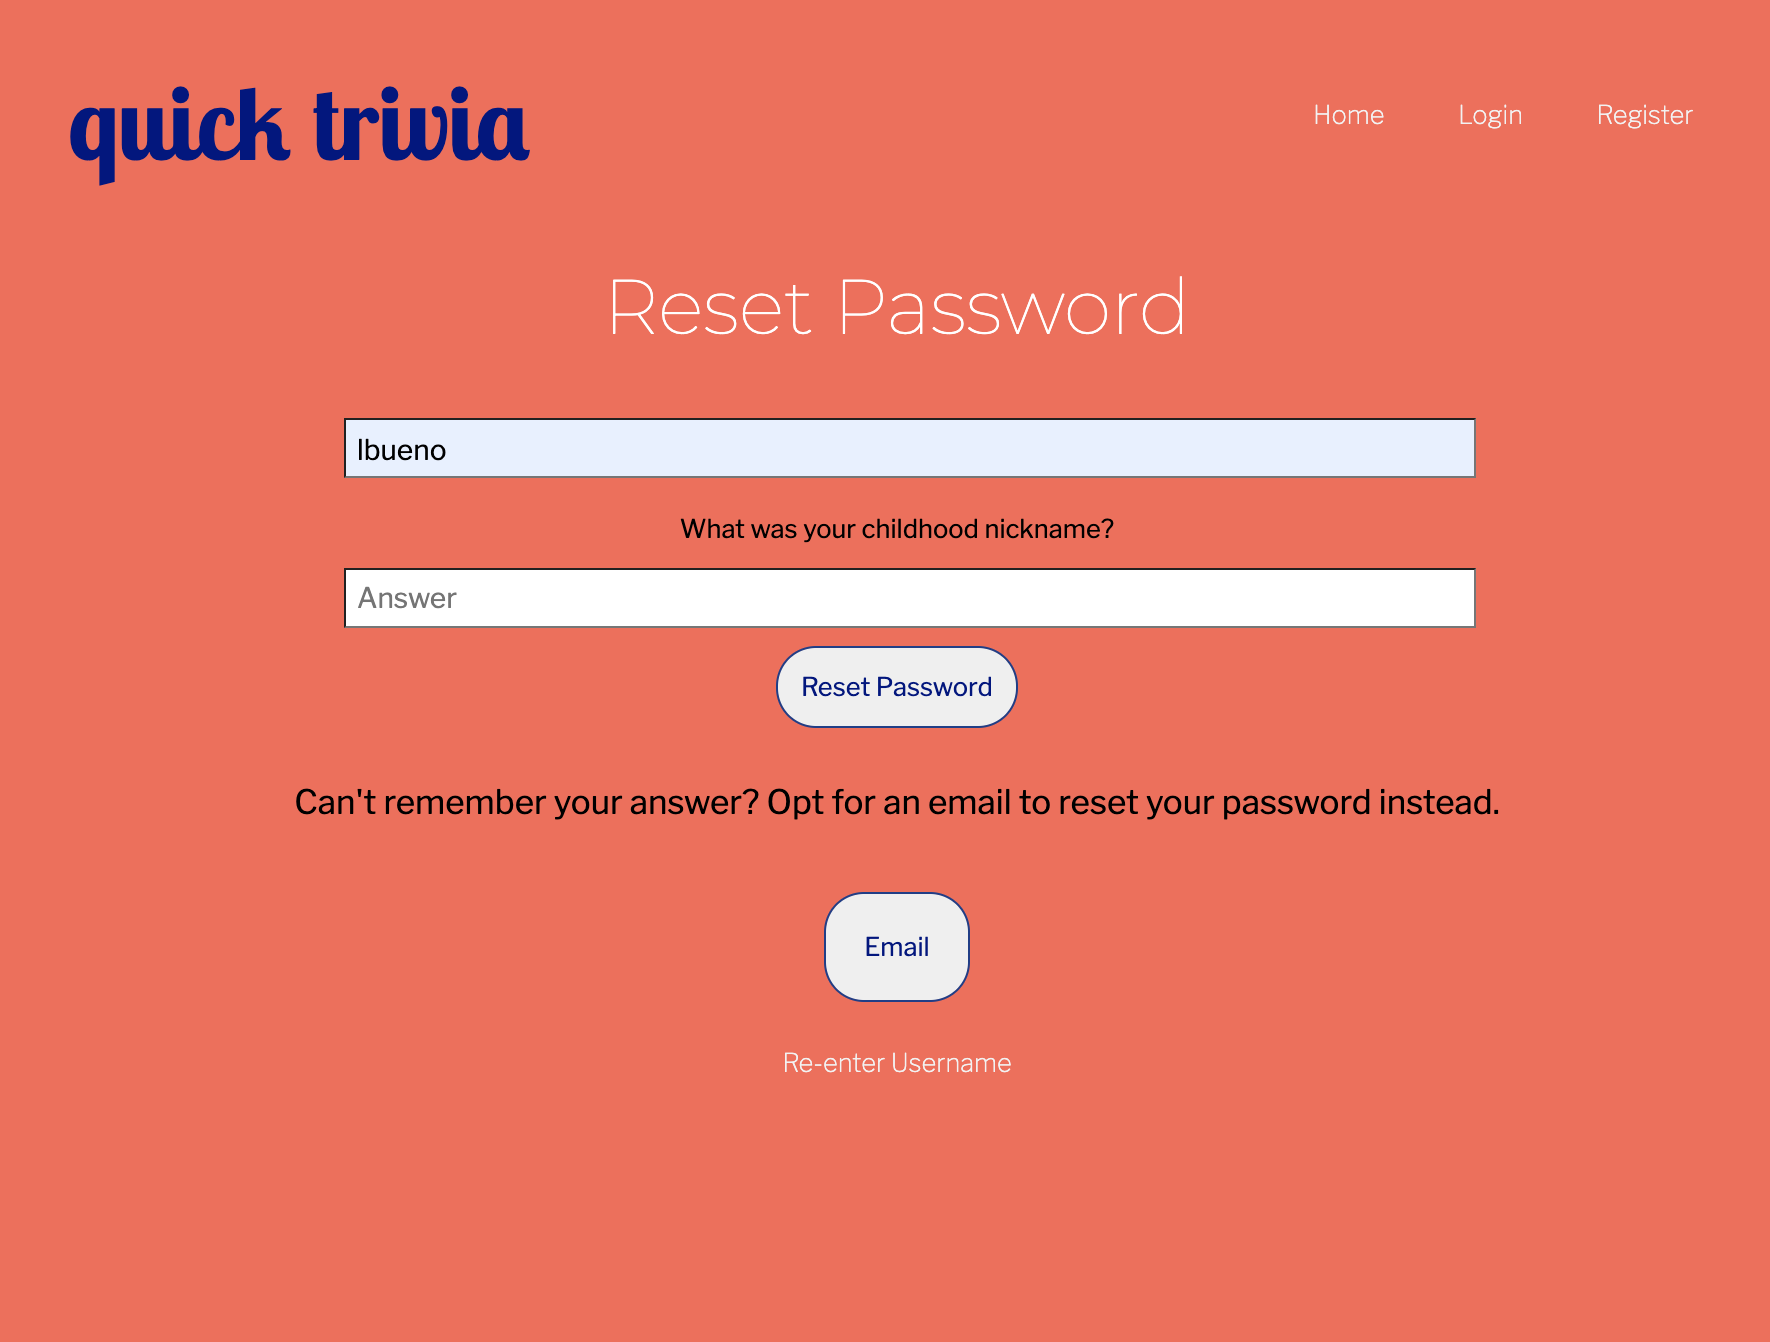 quick trivia
Home Login Register
Reset Password
lbueno
What was your childhood nickname?
Answer
Reset Password
Can't remember your answer? Opt for an email to reset your password instead.
Email
Re-enter Username